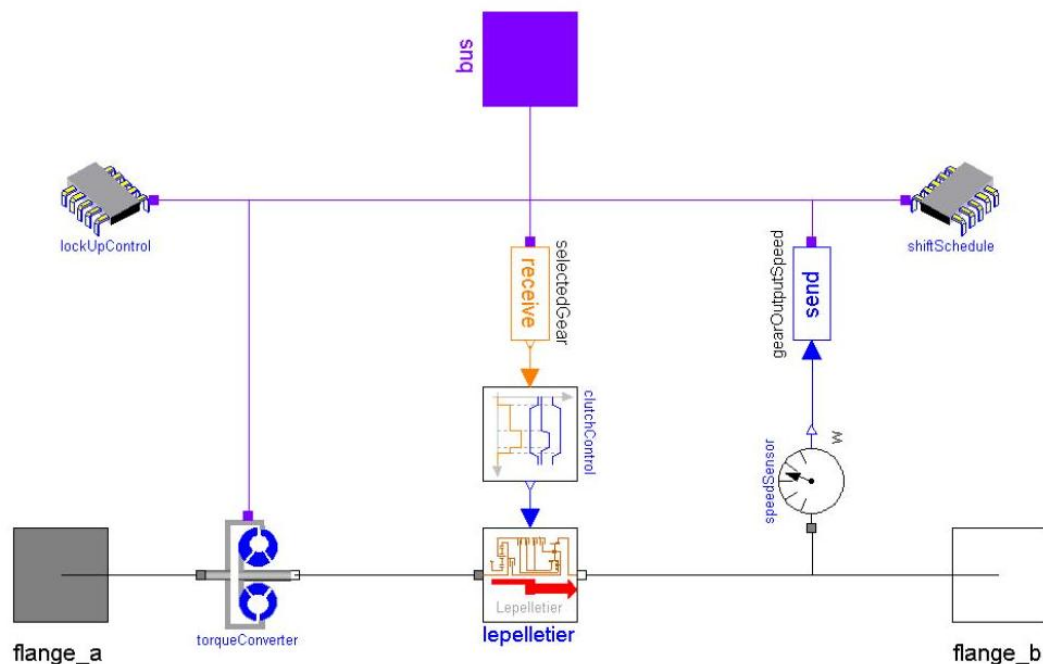 bus
lockUpControl
shiftSchedule
receive
selectedGear
gearOutputSpeed
send
clutchControl
speedSensor
w
Lepelletier
torqueConverter
lepelletier
flange_a
flange_b